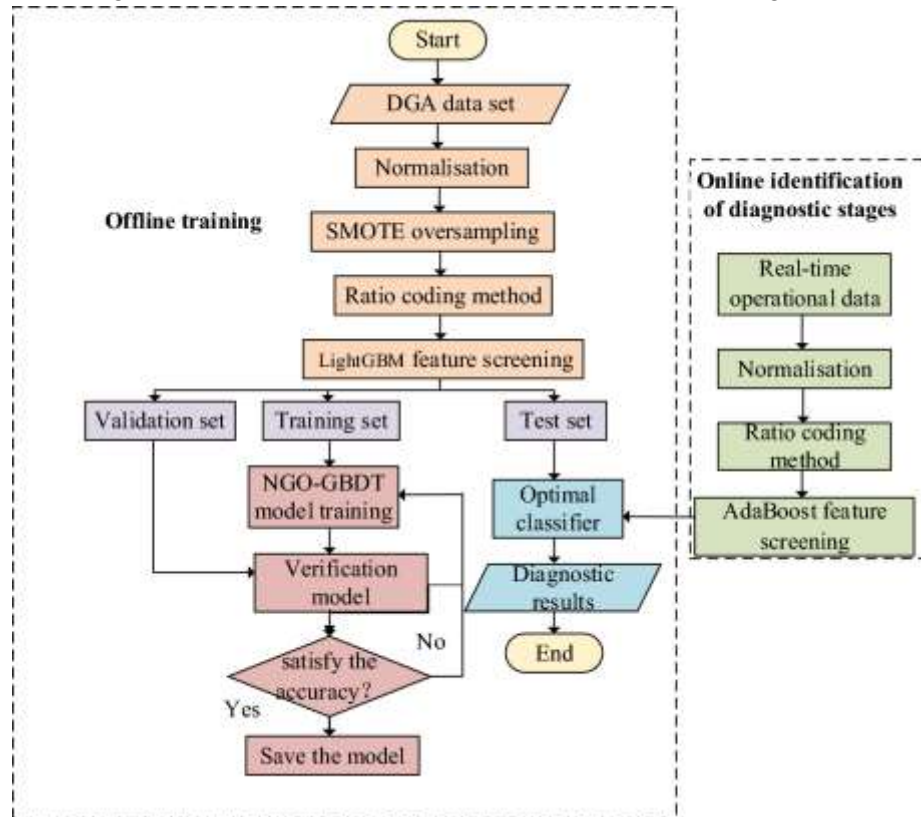 Start
DGA data set
Normalisation
SMOTE oversampling
Offline training
Ratio coding method
LightGBM feature screening
Validation set
Training set
Test set
NGO-GBDT
model training
Verification
model
satisfy the
accuracy?
No
Yes
Save the model
Optimal
classifier
Diagnostic
results
End
Online identification
of diagnostic stages
Real-time
operational data
Normalisation
Ratio coding
method
AdaBoost feature
screening